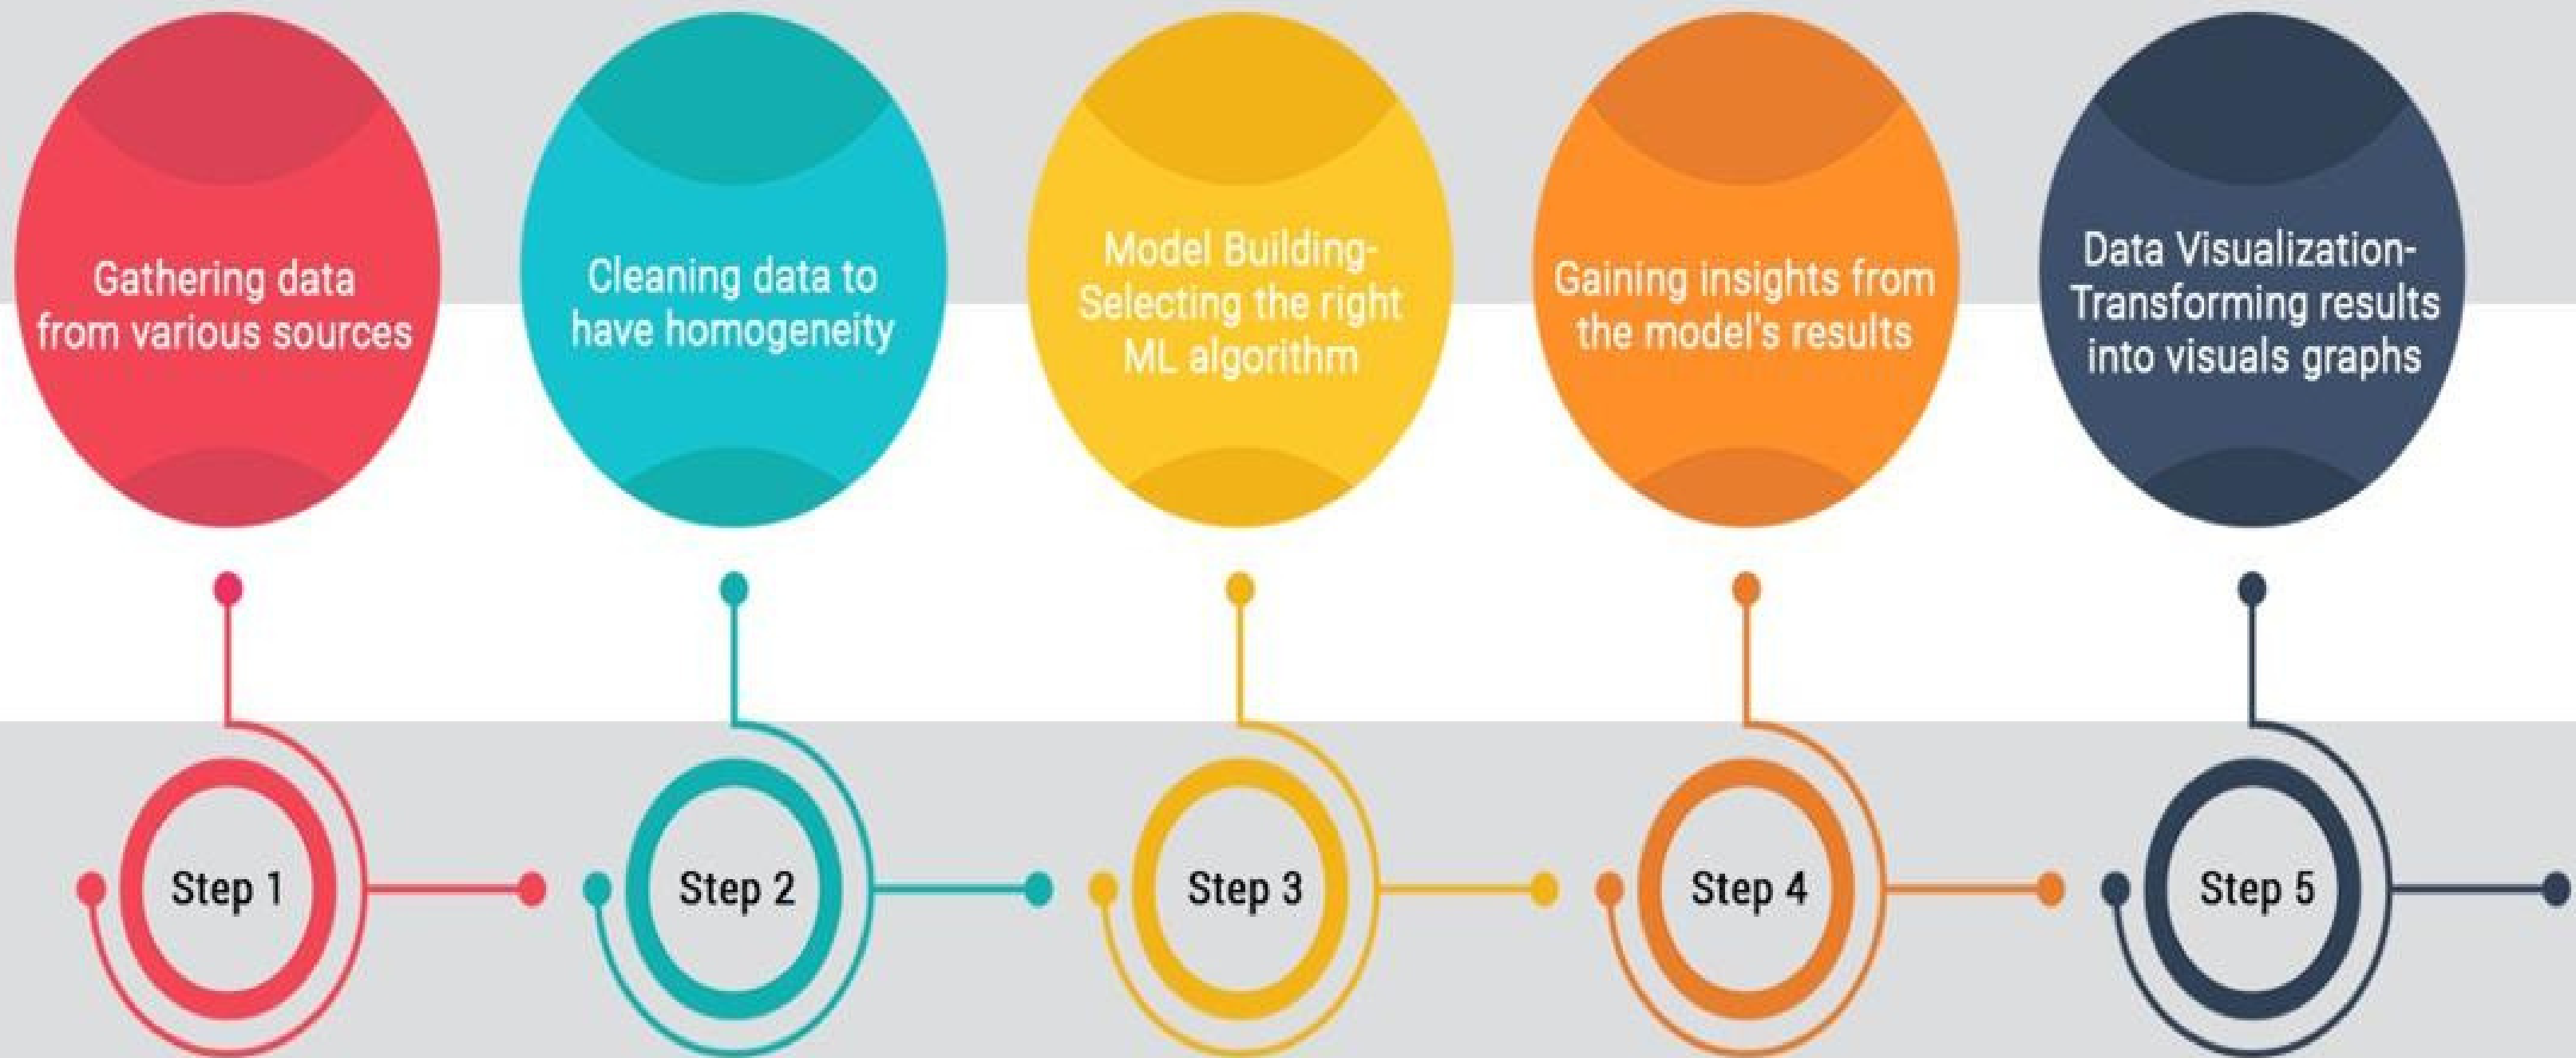 Gathering data
from various sources
Cleaning data to
have homogeneity
Model Building-
Selecting the right
ML algorithm
Gaining insights from
the model's results
Data Visualization-
Transforming results
into visuals graphs
Step 1
Step 2
Step 3
Step 4
Step 5